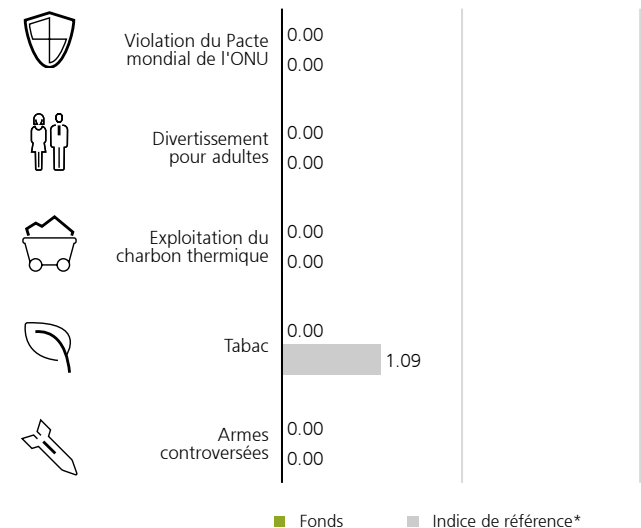 Violation du Pacte
mondial de l'ONU
0.00
0.00
Divertissement
pour adultes
0.00
0.00
Exploitation du
charbon thermique
0.00
0.00
Tabac
0.00
1.09
Armes
controversées
0.00
0.00
Fonds
Indice de référence*